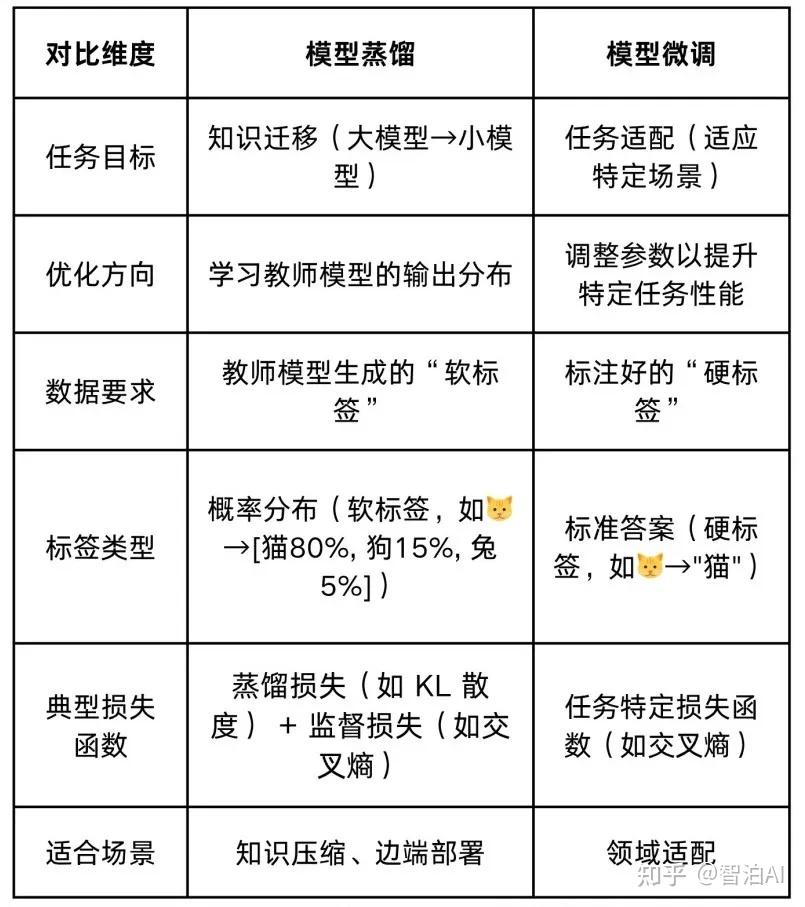 对比维度
模型蒸馏
模型微调
任务目标
知识迁移（大模型→小模
型）
任务适配（适应
特定场景）
优化方向
学习教师模型的输出分布
调整参数以提升
特定任务性能
数据要求
教师模型生成的“软标
签”
标注好的“硬标
签”
标签类型
概率分布（软标签，如🐱
→[猫80%, 狗15%, 兔
5%]）
标准答案（硬标
签，如🐱→"猫"）
典型损失
函数
蒸馏损失（如 KL 散
度） + 监督损失（如交
叉熵）
任务特定损失函
数（如交叉熵）
适合场景
知识压缩、边端部署
领域适配
知乎 @智泊AI